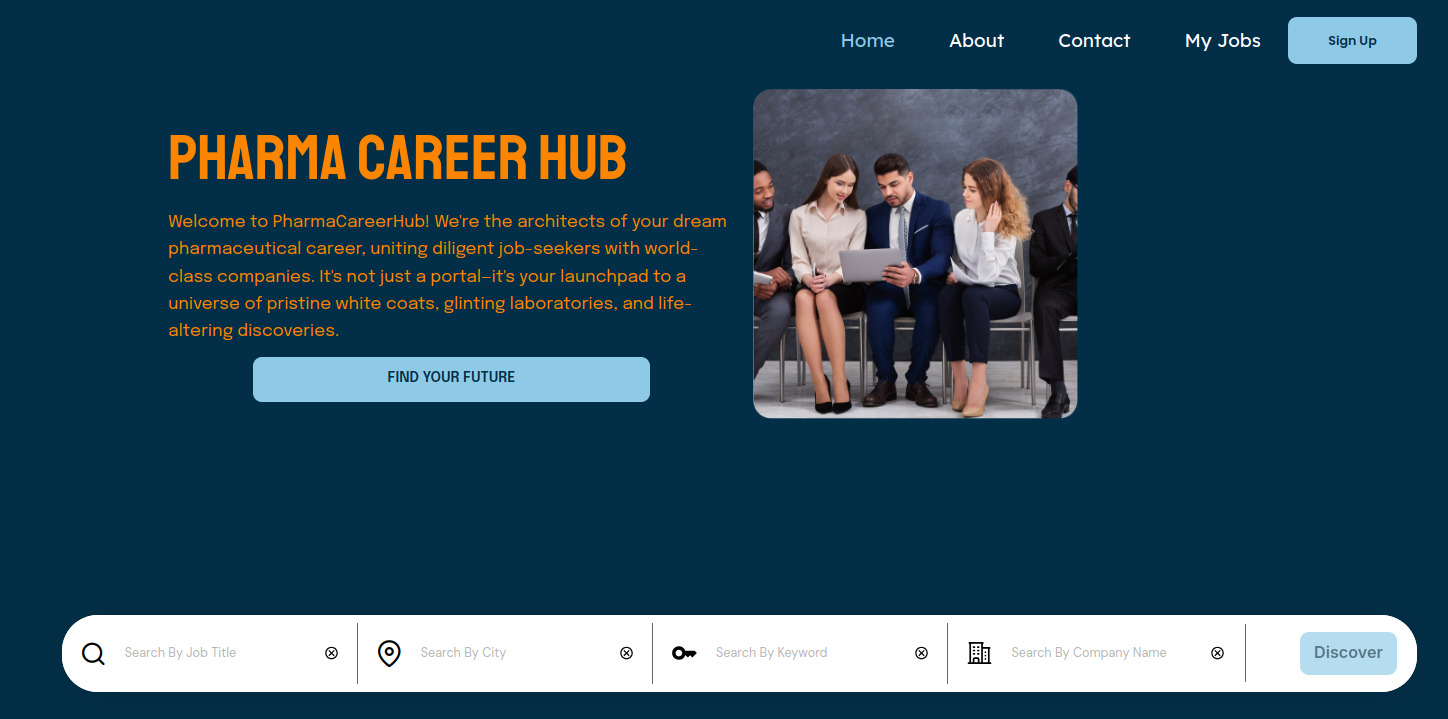 Home About Contact My Jobs Sign Up
PHARMA CAREER HUB
Welcome to PharmaCareerHub! We're the architects of your dream
pharmaceutical career, uniting diligent job-seekers with world-
class companies. It's not just a portal—it's your launchpad to a
universe of pristine white coats, glinting laboratories, and life-
altering discoveries.
FIND YOUR FUTURE
Search By Job Title Search By City Search By Keyword Search By Company Name Discover